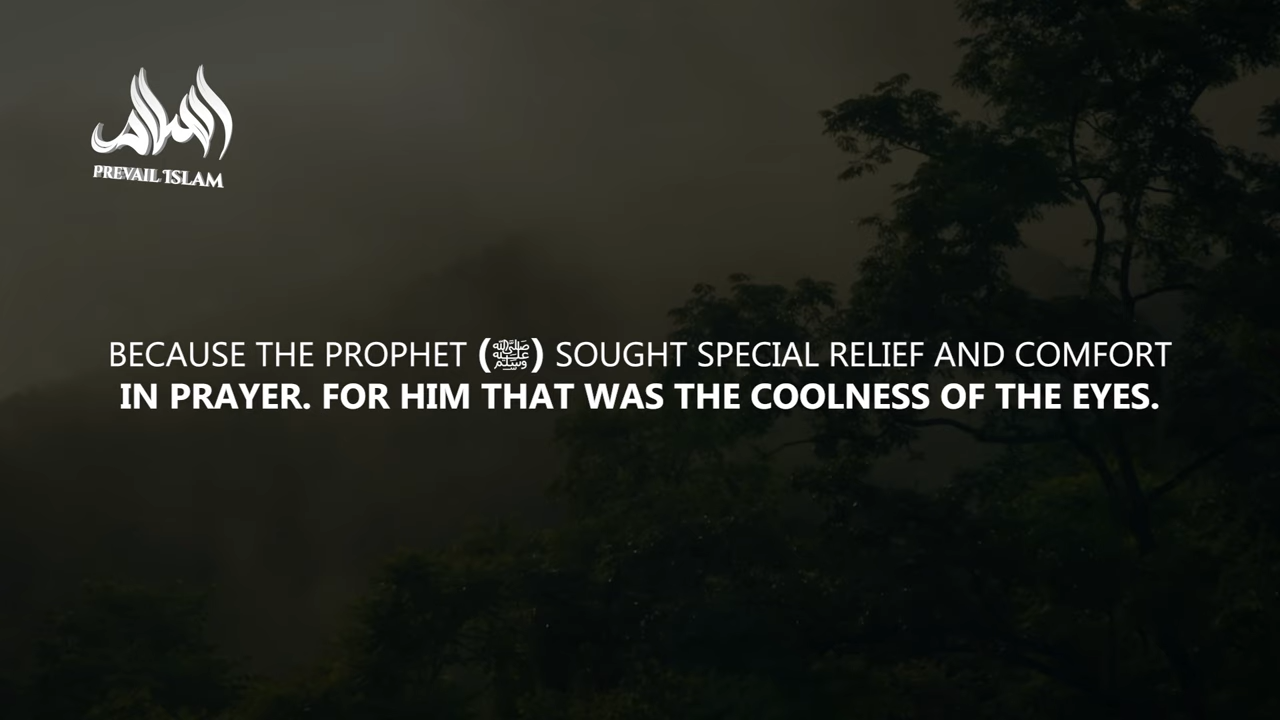 الاسلام
PREVAIL ISLAM
BECAUSE THE PROPHET (ﷺ) SOUGHT SPECIAL RELIEF AND COMFORT
IN PRAYER. FOR HIM THAT WAS THE COOLNESS OF THE EYES.